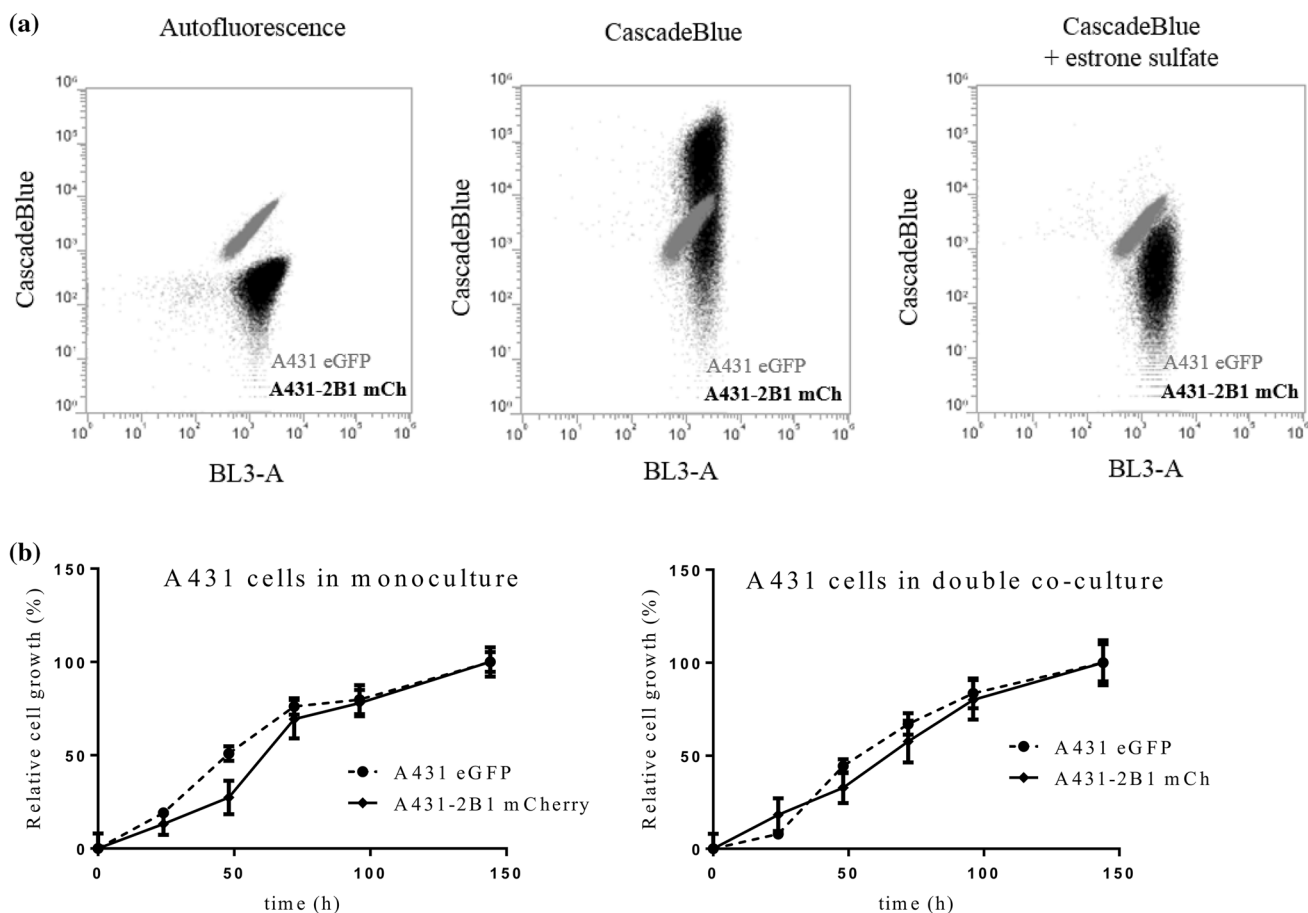 (a)
Autofluorescence
CascadeBlue
10⁶
10⁵
10⁴
10³
10²
10¹
10⁰
A431 eGFP
A431-2B1 mCh
10⁰ 10¹ 10² 10³ 10⁴ 10⁵ 10⁶
BL3-A
CascadeBlue
CascadeBlue
10⁶
10⁵
10⁴
10³
10²
10¹
10⁰
A431 eGFP
A431-2B1 mCh
10⁰ 10¹ 10² 10³ 10⁴ 10⁵ 10⁶
BL3-A
CascadeBlue
+ estrone sulfate
CascadeBlue
10⁶
10⁵
10⁴
10³
10²
10¹
10⁰
A431 eGFP
A431-2B1 mCh
10⁰ 10¹ 10² 10³ 10⁴ 10⁵ 10⁶
BL3-A
(b)
A431 cells in monoculture
Relative cell growth (%)
150
100
50
0
A431 eGFP
A431-2B1 mCherry
0 50 100 150
time (h)
A431 cells in double co-culture
Relative cell growth (%)
150
100
50
0
A431 eGFP
A431-2B1 mCh
0 50 100 150
time (h)